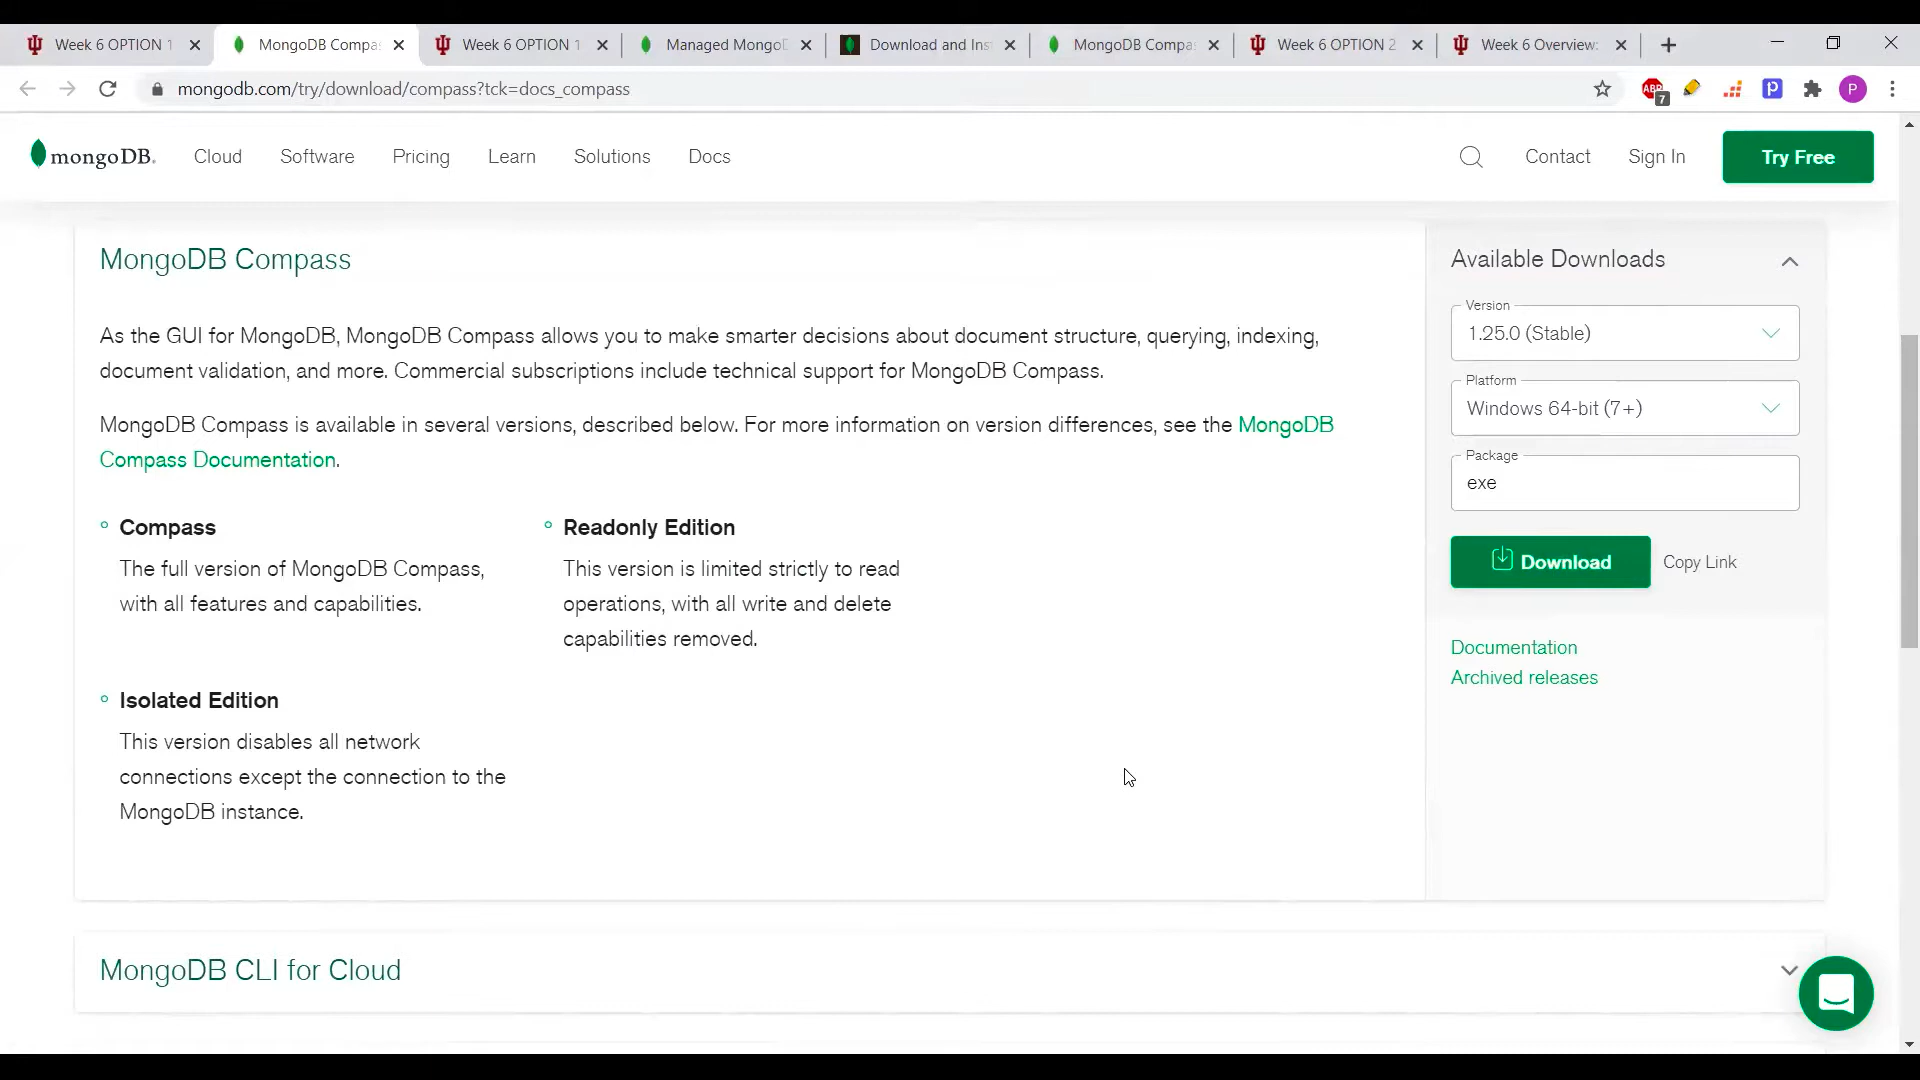 Week 6 OPTION 1
MongoDB Compa
Week 6 OPTION 1
Managed MongoD
Download and Ins
MongoDB Compa
Week 6 OPTION 2
Week 6 Overview:
mongodb.com/try/download/compass?tck=docs_compass
ABP
7
P
mongoDB.
Cloud
Software
Pricing
Learn
Solutions
Docs
Contact
Sign In
Try Free
MongoDB Compass
As the GUI for MongoDB, MongoDB Compass allows you to make smarter decisions about document structure, querying, indexing,
document validation, and more. Commercial subscriptions include technical support for MongoDB Compass.
MongoDB Compass is available in several versions, described below. For more information on version differences, see the MongoDB
Compass Documentation.
Compass
The full version of MongoDB Compass,
with all features and capabilities.
Readonly Edition
This version is limited strictly to read
operations, with all write and delete
capabilities removed.
Isolated Edition
This version disables all network
connections except the connection to the
MongoDB instance.
Available Downloads
Version
1.25.0 (Stable)
Platform
Windows 64-bit (7+)
Package
exe
Download
Copy Link
Documentation
Archived releases
MongoDB CLI for Cloud